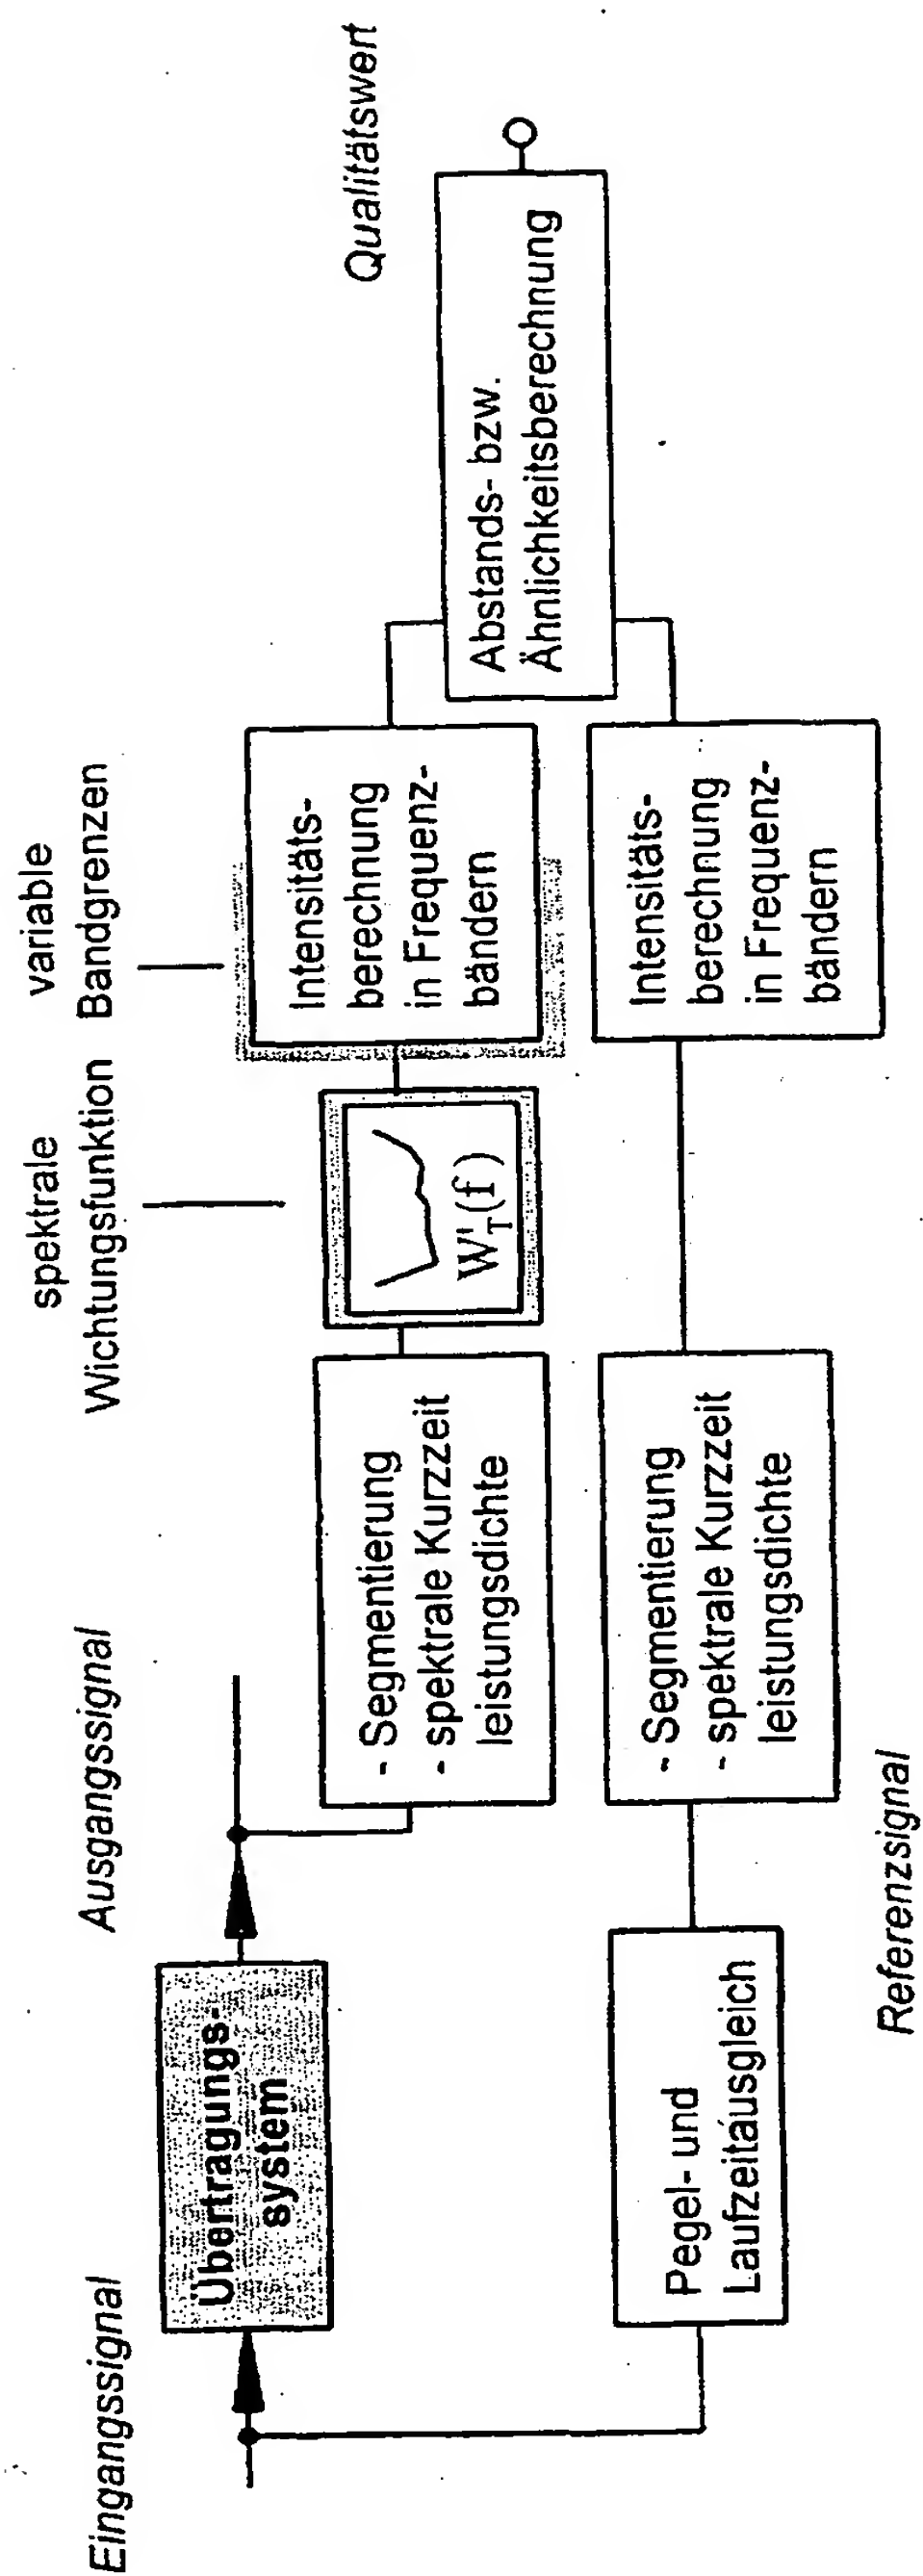 Eingangssignal
Übertragungs-
system
Ausgangssignal
spektrale
Wichtungsfunktion
variable
Bandgrenzen
- Segmentierung
- spektrale Kurzzeit
leistungsdichte
W'T(f)
Intensitäts-
berechnung
in Frequenz-
bändern
Qualitätswert
Abstands- bzw.
Ähnlichkeitsberechnung
Pegel- und
Laufzeitausgleich
Referenzsignal
- Segmentierung
- spektrale Kurzzeit
leistungsdichte
Intensitäts-
berechnung
in Frequenz-
bändern